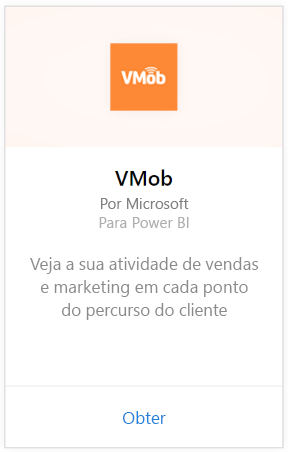 VMob
VMob
Por Microsoft
Para Power BI
Veja a sua atividade de vendas
e marketing em cada ponto
do percurso do cliente
Obter